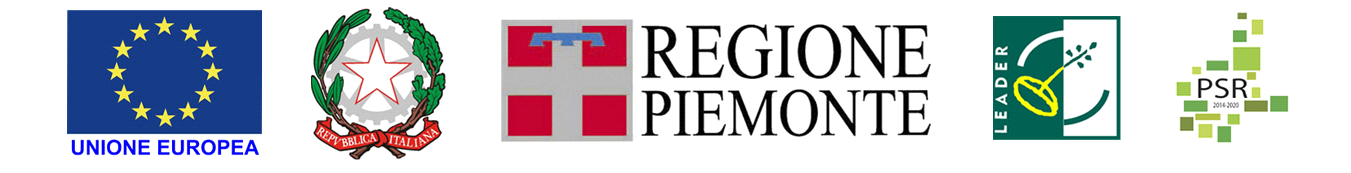 UNIONE EUROPEA
REPVBBLICA ITALIANA
REGIONE
PIEMONTE
LEADER
PSR
2014-2020